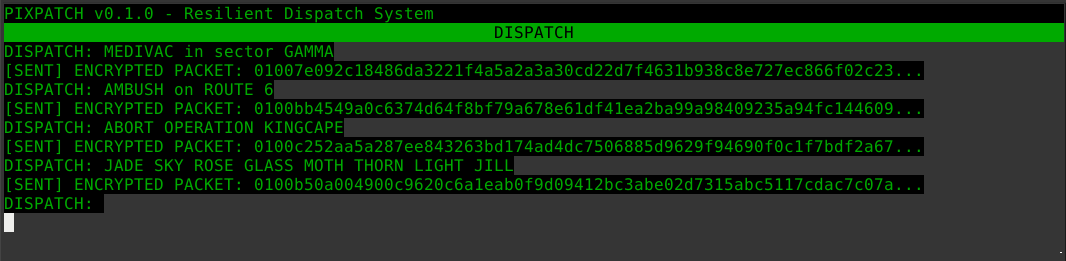 PIXPATCH v0.1.0 - Resilient Dispatch System
DISPATCH
DISPATCH: MEDIVAC in sector GAMMA
[SENT] ENCRYPTED PACKET: 01007e092c18486da3221f4a5a2a3a30cd22d7f4631b938c8e727ec866f02c23...
DISPATCH: AMBUSH on ROUTE 6
[SENT] ENCRYPTED PACKET: 0100bb4549a0c6374d64f8bf79a678e61df41ea2ba99a98409235a94fc144609...
DISPATCH: ABORT OPERATION KINGCAPE
[SENT] ENCRYPTED PACKET: 0100c252aa5a287ee843263bd174ad4dc7506885d9629f94690f0c1f7bdf2a67...
DISPATCH: JADE SKY ROSE GLASS MOTH THORN LIGHT JILL
[SENT] ENCRYPTED PACKET: 0100b50a004900c9620c6a1eab0f9d09412bc3abe02d7315abc5117cdac7c07a...
DISPATCH: